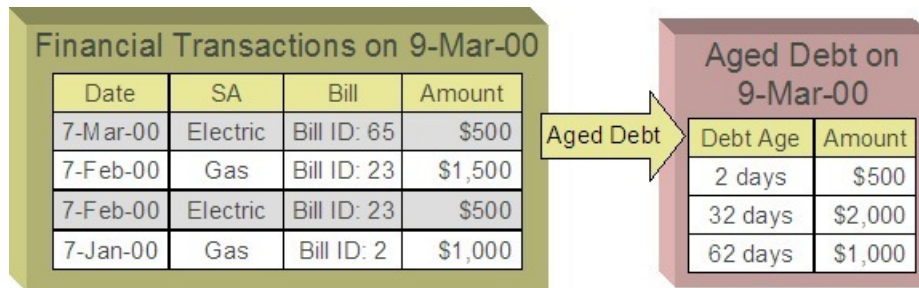 Financial Transactions on 9-Mar-00
Date SA Bill Amount
7-Mar-00 Electric Bill ID: 65 $500
7-Feb-00 Gas Bill ID: 23 $1,500
7-Feb-00 Electric Bill ID: 23 $500
7-Jan-00 Gas Bill ID: 2 $1,000
Aged Debt
Aged Debt on
9-Mar-00
Debt Age Amount
2 days $500
32 days $2,000
62 days $1,000